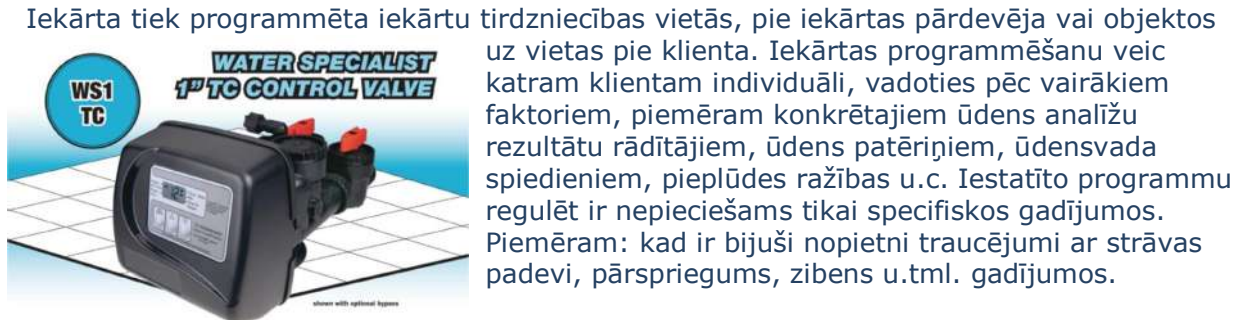 Iekārta tiek programmēta iekārtu tirdzniecības vietās, pie iekārtas pārdevēja vai objektos
uz vietas pie klienta. Iekārtas programmēšanu veic
katram klientam individuāli, vadoties pēc vairākiem
faktoriem, piemēram konkrētajiem ūdens analīžu
rezultātu rādītājiem, ūdens patēriņiem, ūdensvada
spiedieniem, pieplūdes ražības u.c. Iestatīto programmu
regulēt ir nepieciešams tikai specifiskos gadījumos.
Piemēram: kad ir bijuši nopietni traucējumi ar strāvas
padevi, pārspriegums, zibens u.tml. gadījumos.
WATER SPECIALIST
1" TC CONTROL VALVE
WS1
TC
shown with optional bypass